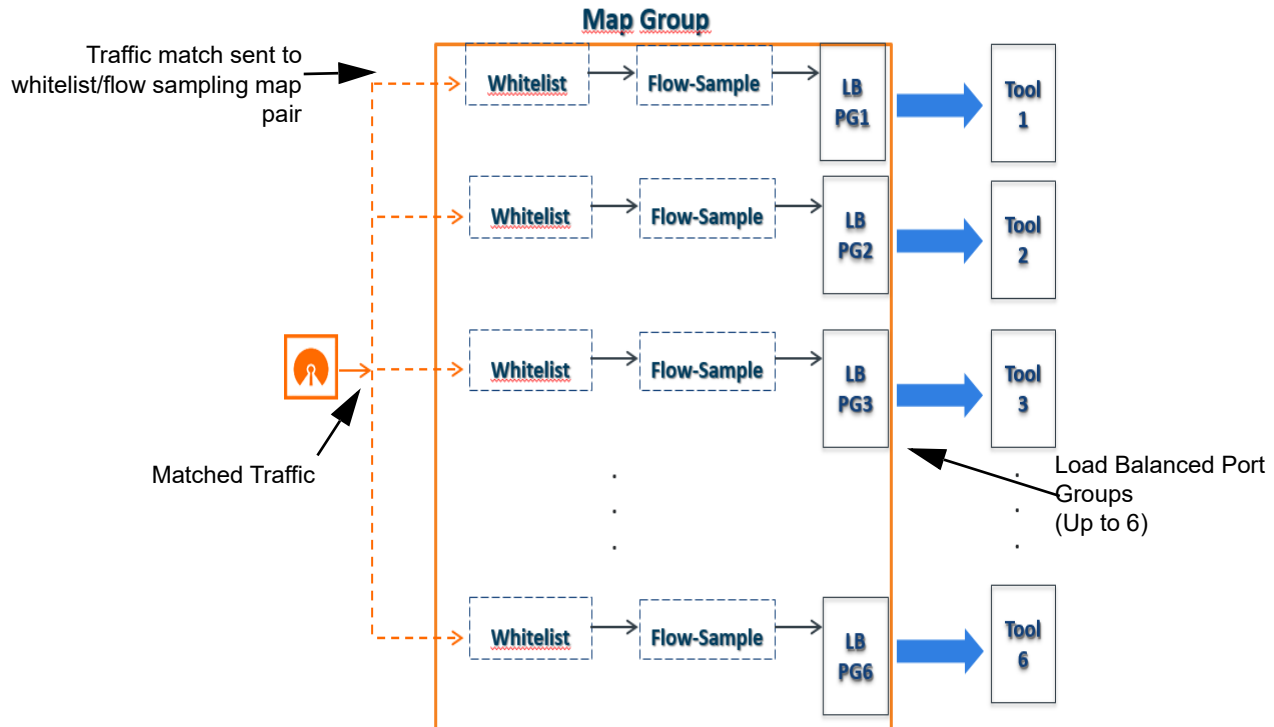 Map Group
Traffic match sent to
whitelist/flow sampling map
pair
Whitelist
Flow-Sample
LB
PG1
Tool
1
Whitelist
Flow-Sample
LB
PG2
Tool
2
Whitelist
Flow-Sample
LB
PG3
Tool
3
Matched Traffic
Load Balanced Port
Groups
(Up to 6)
Whitelist
Flow-Sample
LB
PG6
Tool
6